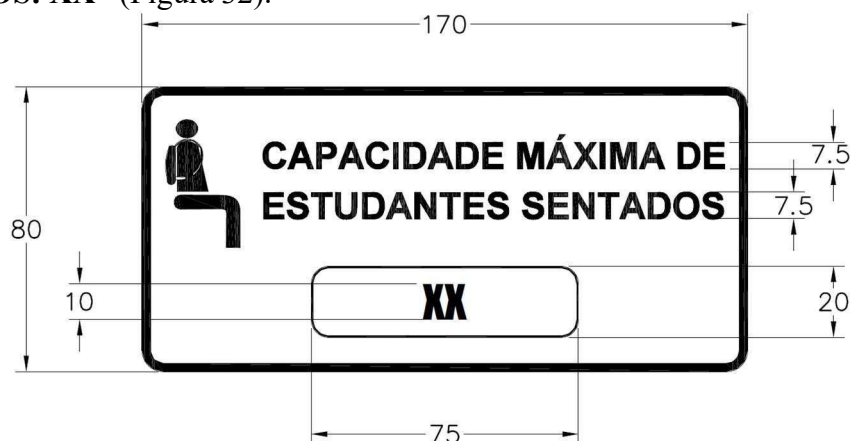 OS: XX" (Figura 32).
170
CAPACIDADE MÁXIMA DE
ESTUDANTES SENTADOS
7.5
7.5
80
10
XX
20
75